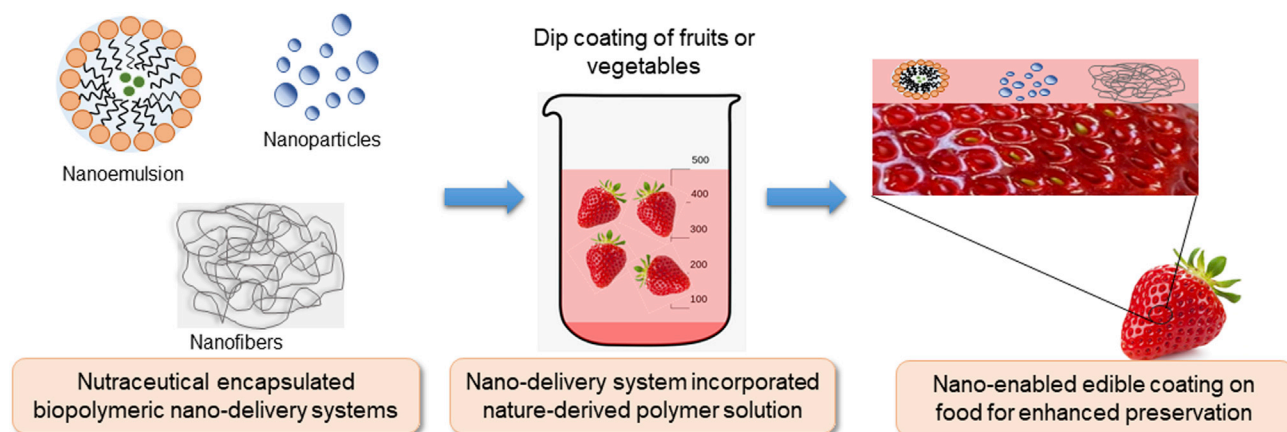 Nanoemulsion
Nanoparticles
Nanofibers
Nutraceutical encapsulated
biopolymeric nano-delivery systems
Dip coating of fruits or
vegetables
500
400
300
200
100
Nano-delivery system incorporated
nature-derived polymer solution
Nano-enabled edible coating on
food for enhanced preservation